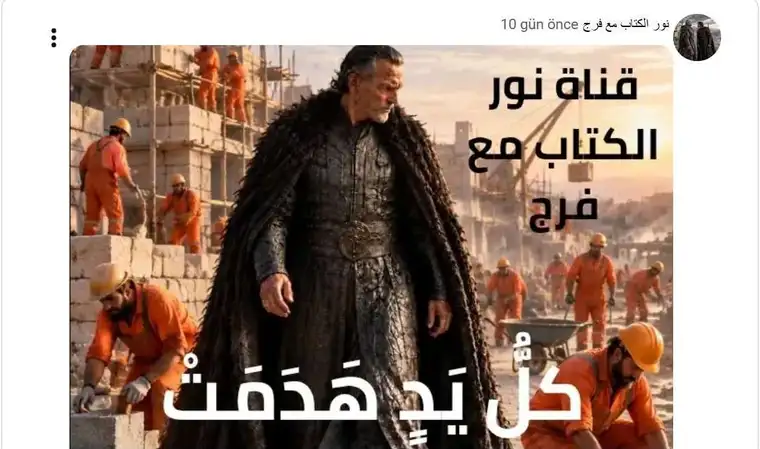 نور الكتاب مع فرج 10 gün önce
قناة نور
الكتاب مع
فرج
كُلُّ يَدٍ هَدَمَتْ